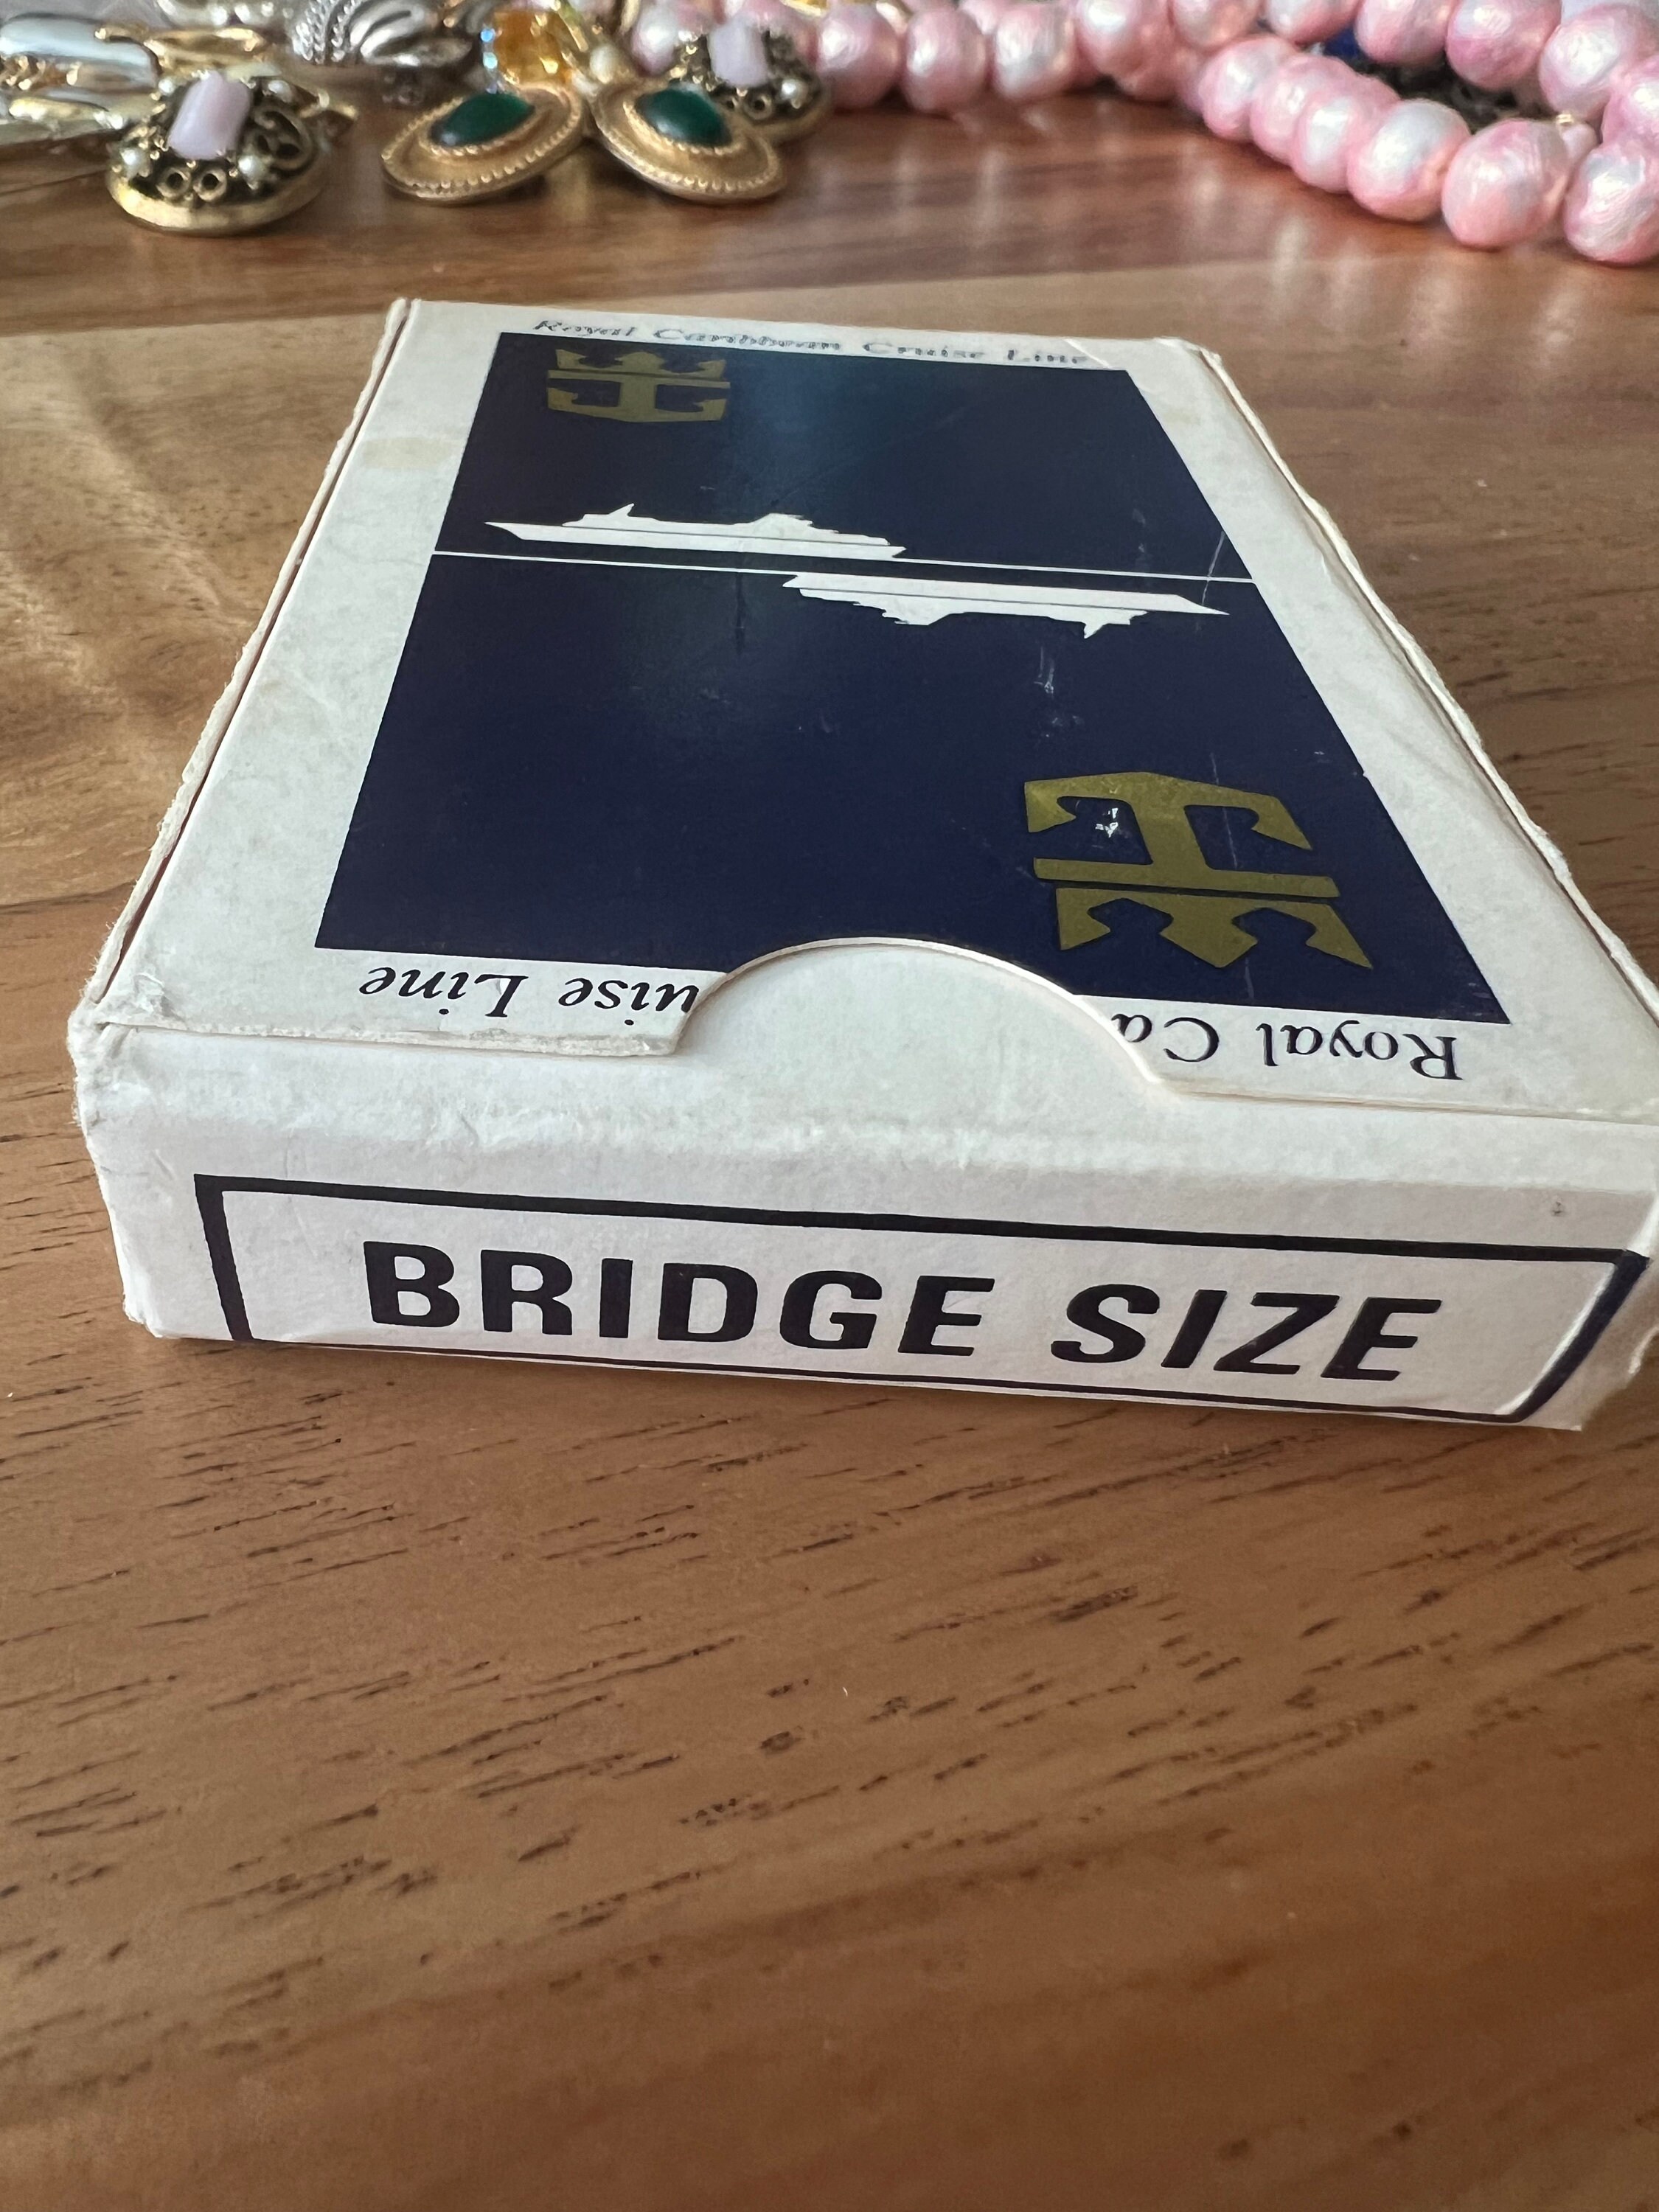 Royal Caribbean Cruise Line
Royal Ca uise Line
BRIDGE SIZE